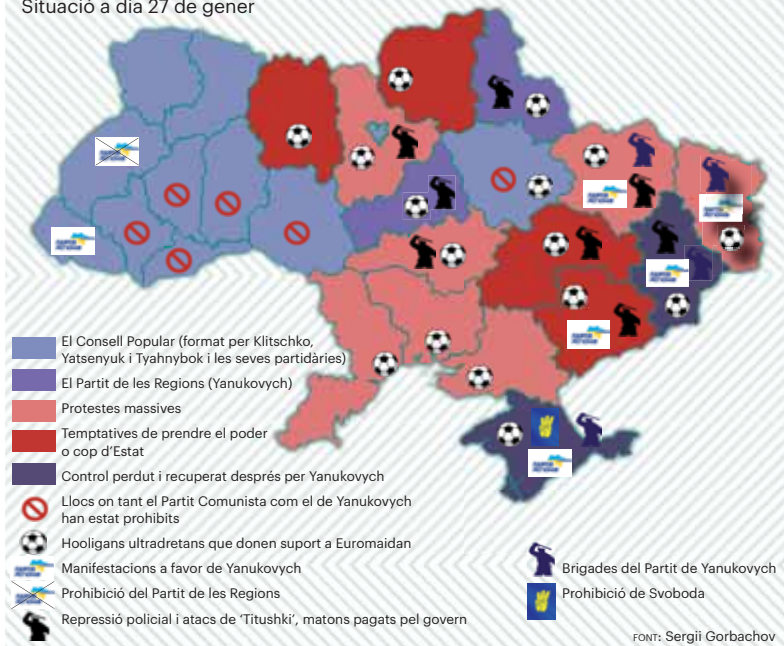 Situació a dia 27 de gener
El Consell Popular (format per Klitschko,
Yatsenyuk i Tyahnybok i les seves partidàries)
El Partit de les Regions (Yanukovych)
Protestes massives
Temptatives de prendre el poder
o cop d’Estat
Control perdut i recuperat després per Yanukovych
Llocs on tant el Partit Comunista com el de Yanukovych
han estat prohibits
Hooligans ultradretans que donen suport a Euromaidan
Manifestacions a favor de Yanukovych
Prohibició del Partit de les Regions
Repressió policial i atacs de ‘Titushki’, matons pagats pel govern
Brigades del Partit de Yanukovych
Prohibició de Svoboda
FONT: Sergii Gorbachov